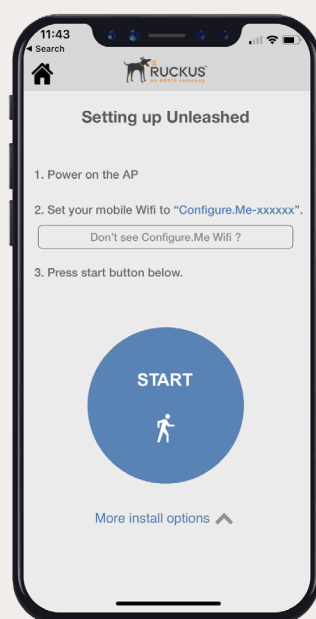 11:43
Search
RUCKUS
an ARRIS company
Setting up Unleashed
1. Power on the AP
2. Set your mobile Wifi to “Configure.Me-xxxxxx”.
Don't see Configure.Me Wifi ?
3. Press start button below.
START
More install options